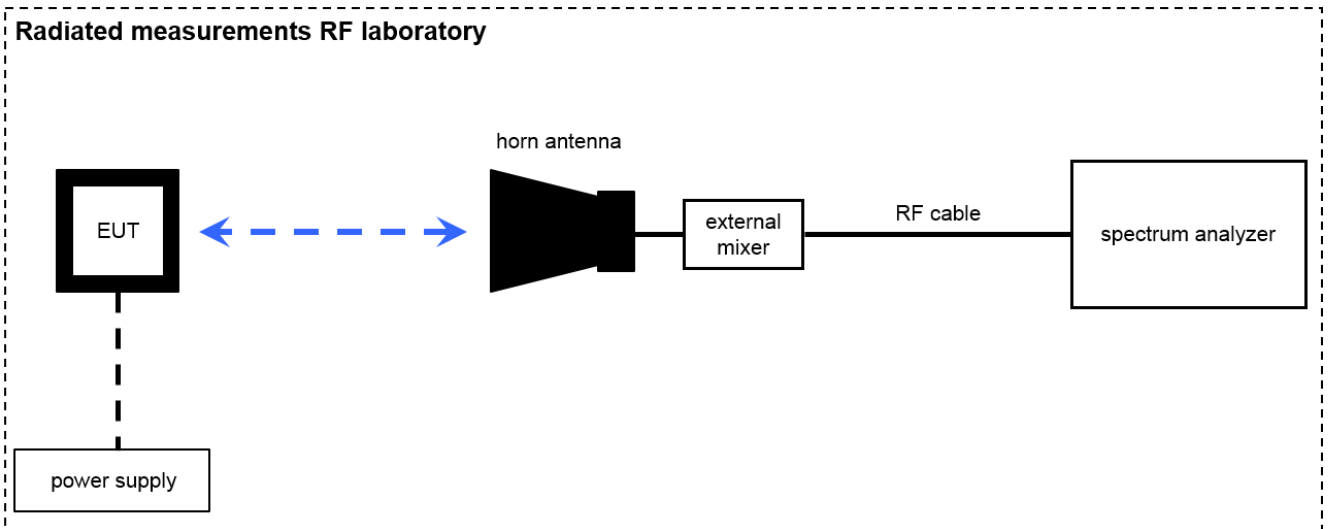 Radiated measurements RF laboratory
horn antenna
EUT
external
mixer
RF cable
spectrum analyzer
power supply